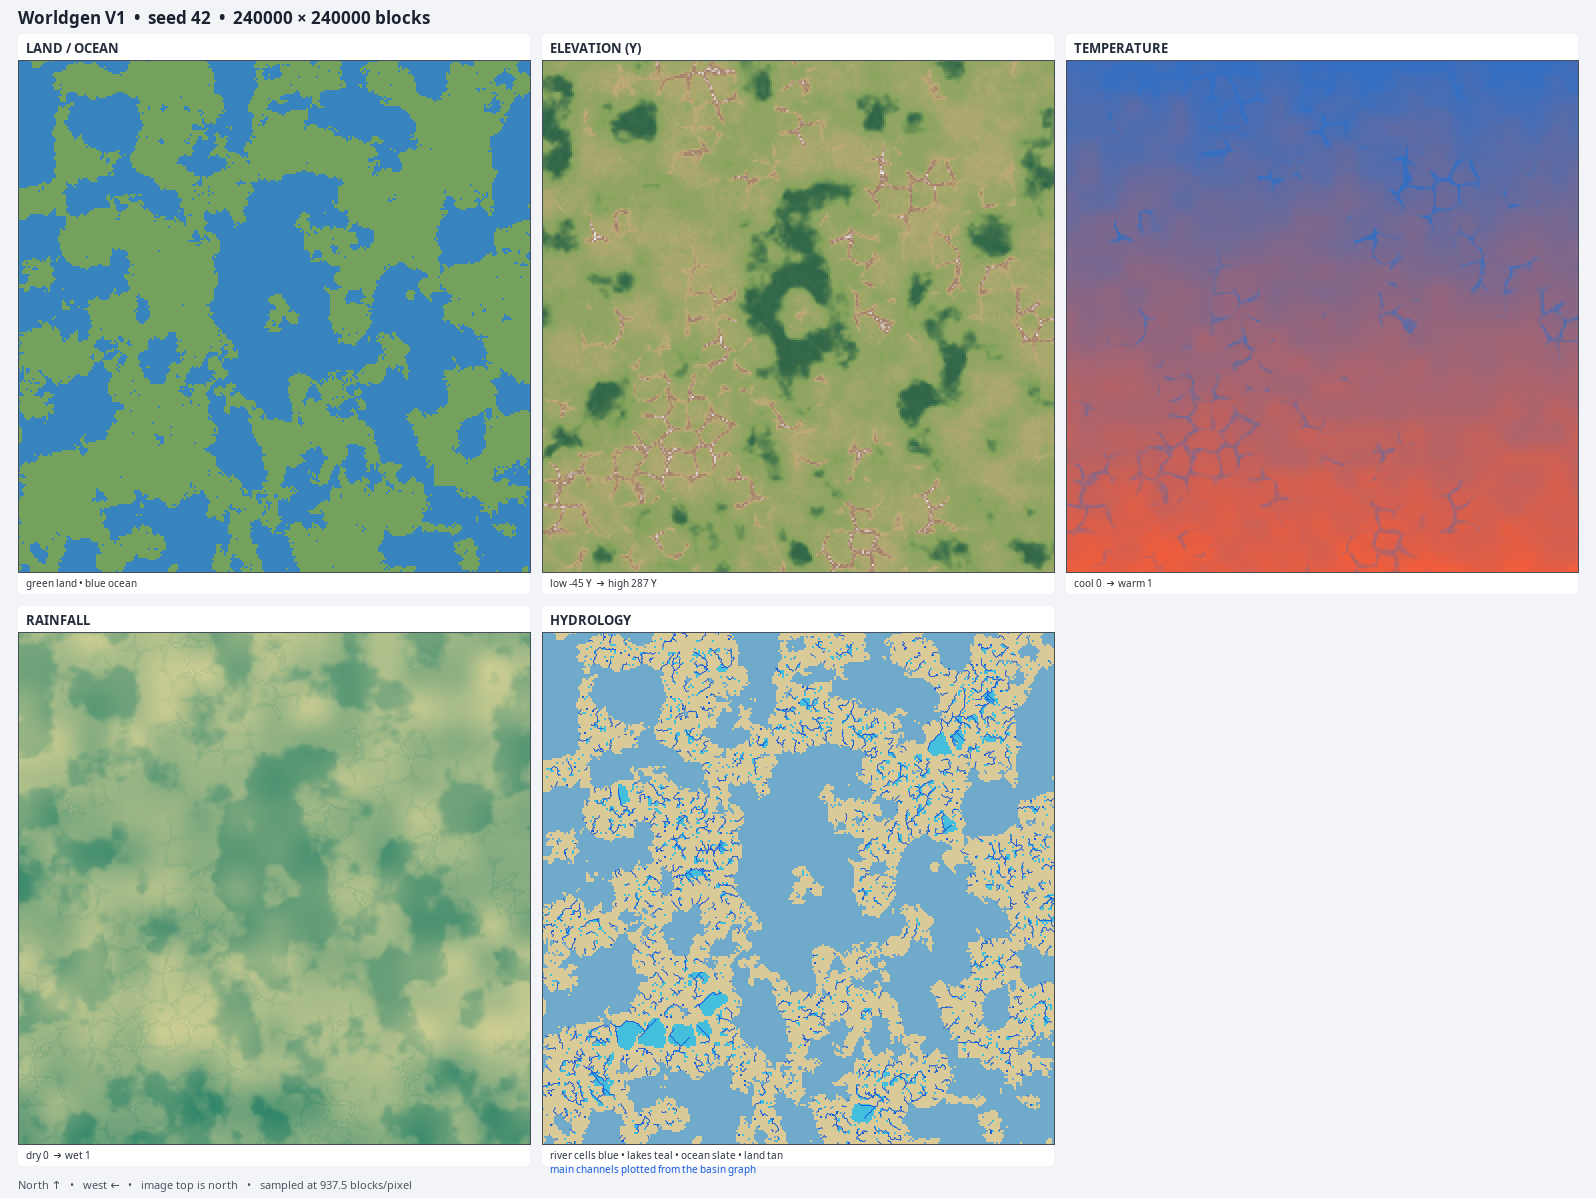 Worldgen V1 • seed 42 • 240000 × 240000 blocks
LAND / OCEAN
ELEVATION (Y)
TEMPERATURE
green land • blue ocean
low -45 Y → high 287 Y
cool 0 → warm 1
RAINFALL
HYDROLOGY
dry 0 → wet 1
river cells blue • lakes teal • ocean slate • land tan
main channels plotted from the basin graph
North ↑ • west ← • image top is north • sampled at 937.5 blocks/pixel